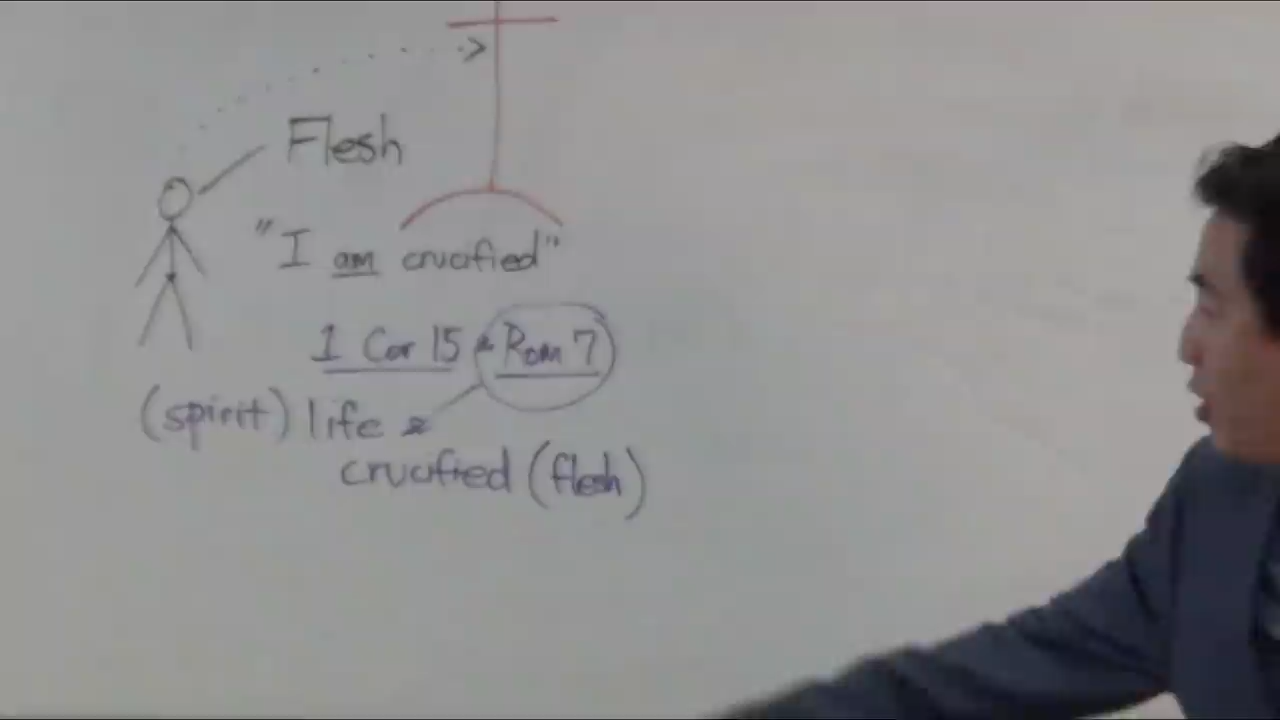 Flesh
"I am crucified"
1 Cor 15 & Rom 7
(spirit) life &
crucified (flesh)